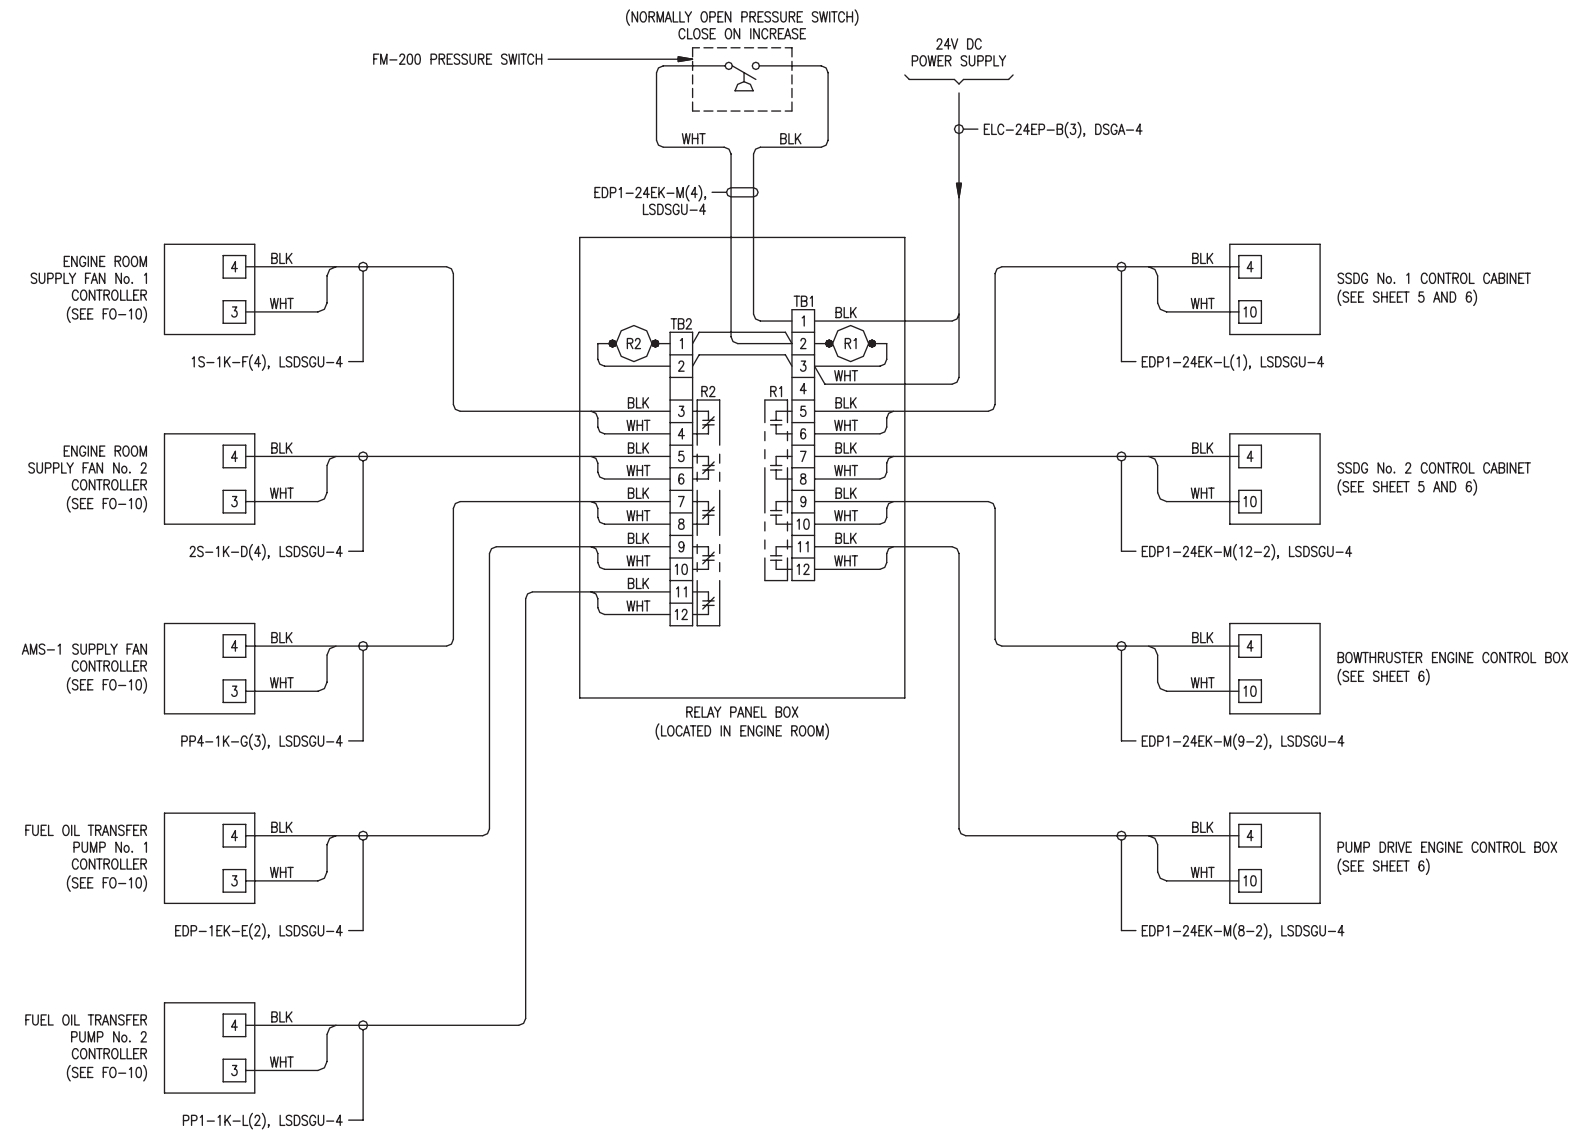 (NORMALLY OPEN PRESSURE SWITCH)
CLOSE ON INCREASE
FM-200 PRESSURE SWITCH
24V DC
POWER SUPPLY
ELC-24EP-B(3), DSGA-4
WHT
BLK
EDP1-24EK-M(4),
LSDSGU-4
ENGINE ROOM
SUPPLY FAN No. 1
CONTROLLER
(SEE FO-10)
4
BLK
3
WHT
1S-1K-F(4), LSDSGU-4
ENGINE ROOM
SUPPLY FAN No. 2
CONTROLLER
(SEE FO-10)
4
BLK
3
WHT
2S-1K-D(4), LSDSGU-4
AMS-1 SUPPLY FAN
CONTROLLER
(SEE FO-10)
4
BLK
3
WHT
PP4-1K-G(3), LSDSGU-4
FUEL OIL TRANSFER
PUMP No. 1
CONTROLLER
(SEE FO-10)
4
BLK
3
WHT
EDP-1EK-E(2), LSDSGU-4
FUEL OIL TRANSFER
PUMP No. 2
CONTROLLER
(SEE FO-10)
4
BLK
3
WHT
PP1-1K-L(2), LSDSGU-4
TB2
R2
1
2
R2
BLK 3
WHT 4
BLK 5
WHT 6
BLK 7
WHT 8
BLK 9
WHT 10
BLK 11
WHT 12
TB1
1 BLK
2 R1
3
WHT
4
R1
5 BLK
6 WHT
7 BLK
8 WHT
9 BLK
10 WHT
11 BLK
12 WHT
RELAY PANEL BOX
(LOCATED IN ENGINE ROOM)
BLK
4
WHT
10
SSDG No. 1 CONTROL CABINET
(SEE SHEET 5 AND 6)
EDP1-24EK-L(1), LSDSGU-4
BLK
4
WHT
10
SSDG No. 2 CONTROL CABINET
(SEE SHEET 5 AND 6)
EDP1-24EK-M(12-2), LSDSGU-4
BLK
4
WHT
10
BOWTHRUSTER ENGINE CONTROL BOX
(SEE SHEET 6)
EDP1-24EK-M(9-2), LSDSGU-4
BLK
4
WHT
10
PUMP DRIVE ENGINE CONTROL BOX
(SEE SHEET 6)
EDP1-24EK-M(8-2), LSDSGU-4